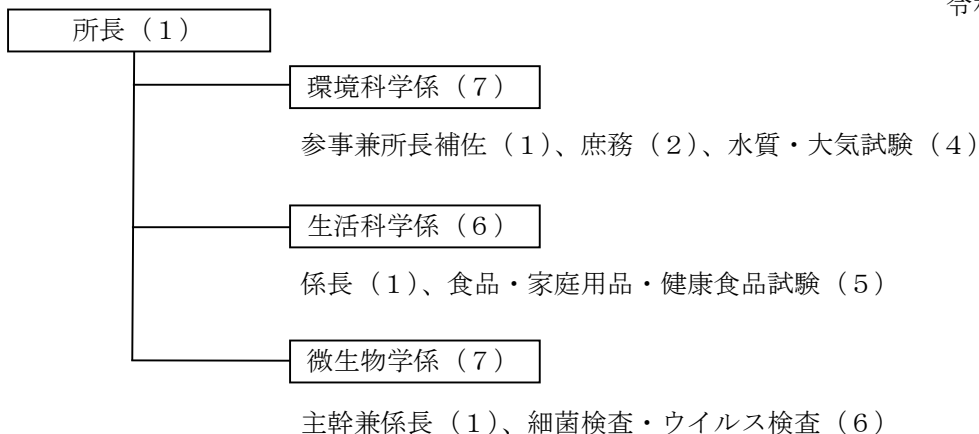 所長（１）
環境科学係（７）
参事兼所長補佐（１）、庶務（２）、水質・大気試験（４）
生活科学係（６）
係長（１）、食品・家庭用品・健康食品試験（５）
微生物学係（７）
主幹兼係長（１）、細菌検査・ウイルス検査（６）